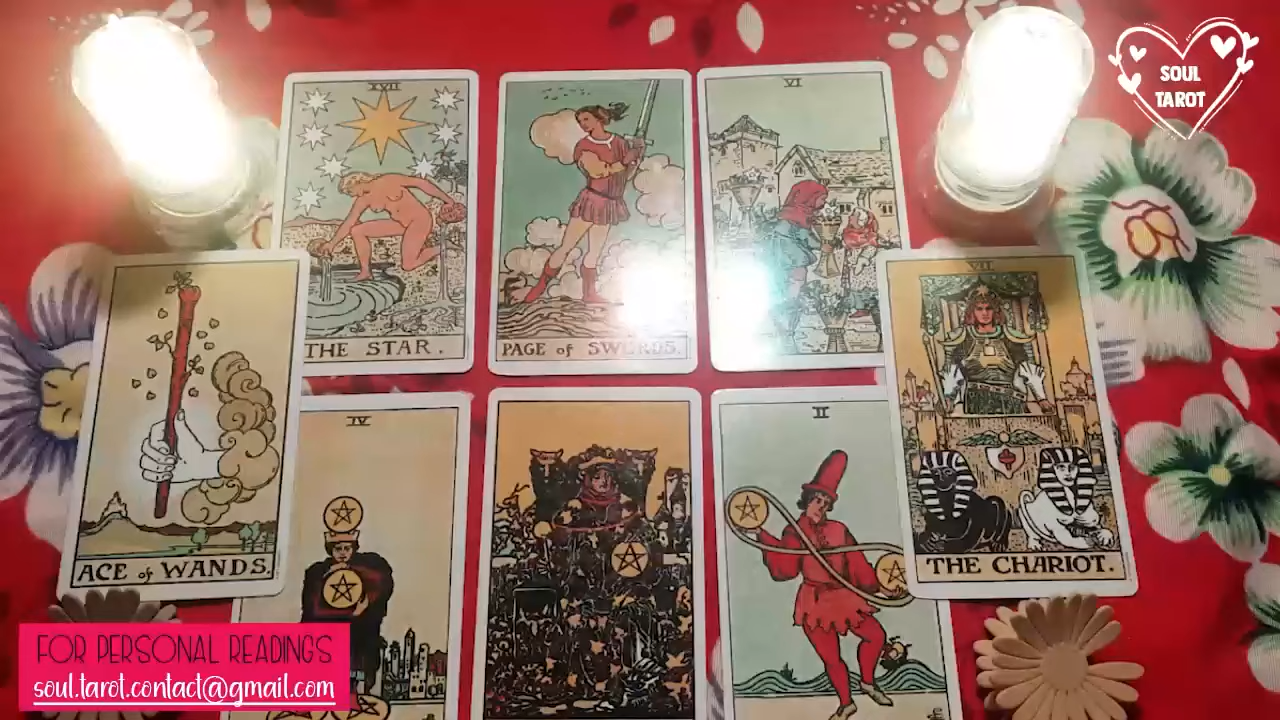 SOUL
TAROT
XVII
VI
THE STAR.
PAGE of SWORDS.
VII
ACE of WANDS.
IV
II
THE CHARIOT.
FOR PERSONAL READINGS
soul.tarot.contact@gmail.com